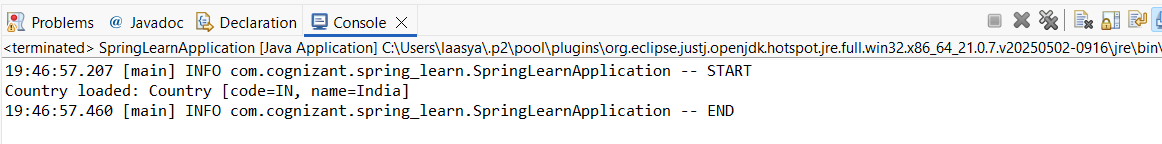 Problems @ Javadoc Declaration Console
<terminated> SpringLearnApplication [Java Application] C:\Users\laasya\.p2\pool\plugins\org.eclipse.justj.openjdk.hotspot.jre.full.win32.x86_64_21.0.7.v20250502-0916\jre\bin\
19:46:57.207 [main] INFO com.cognizant.spring_learn.SpringLearnApplication -- START
Country loaded: Country [code=IN, name=India]
19:46:57.460 [main] INFO com.cognizant.spring_learn.SpringLearnApplication -- END